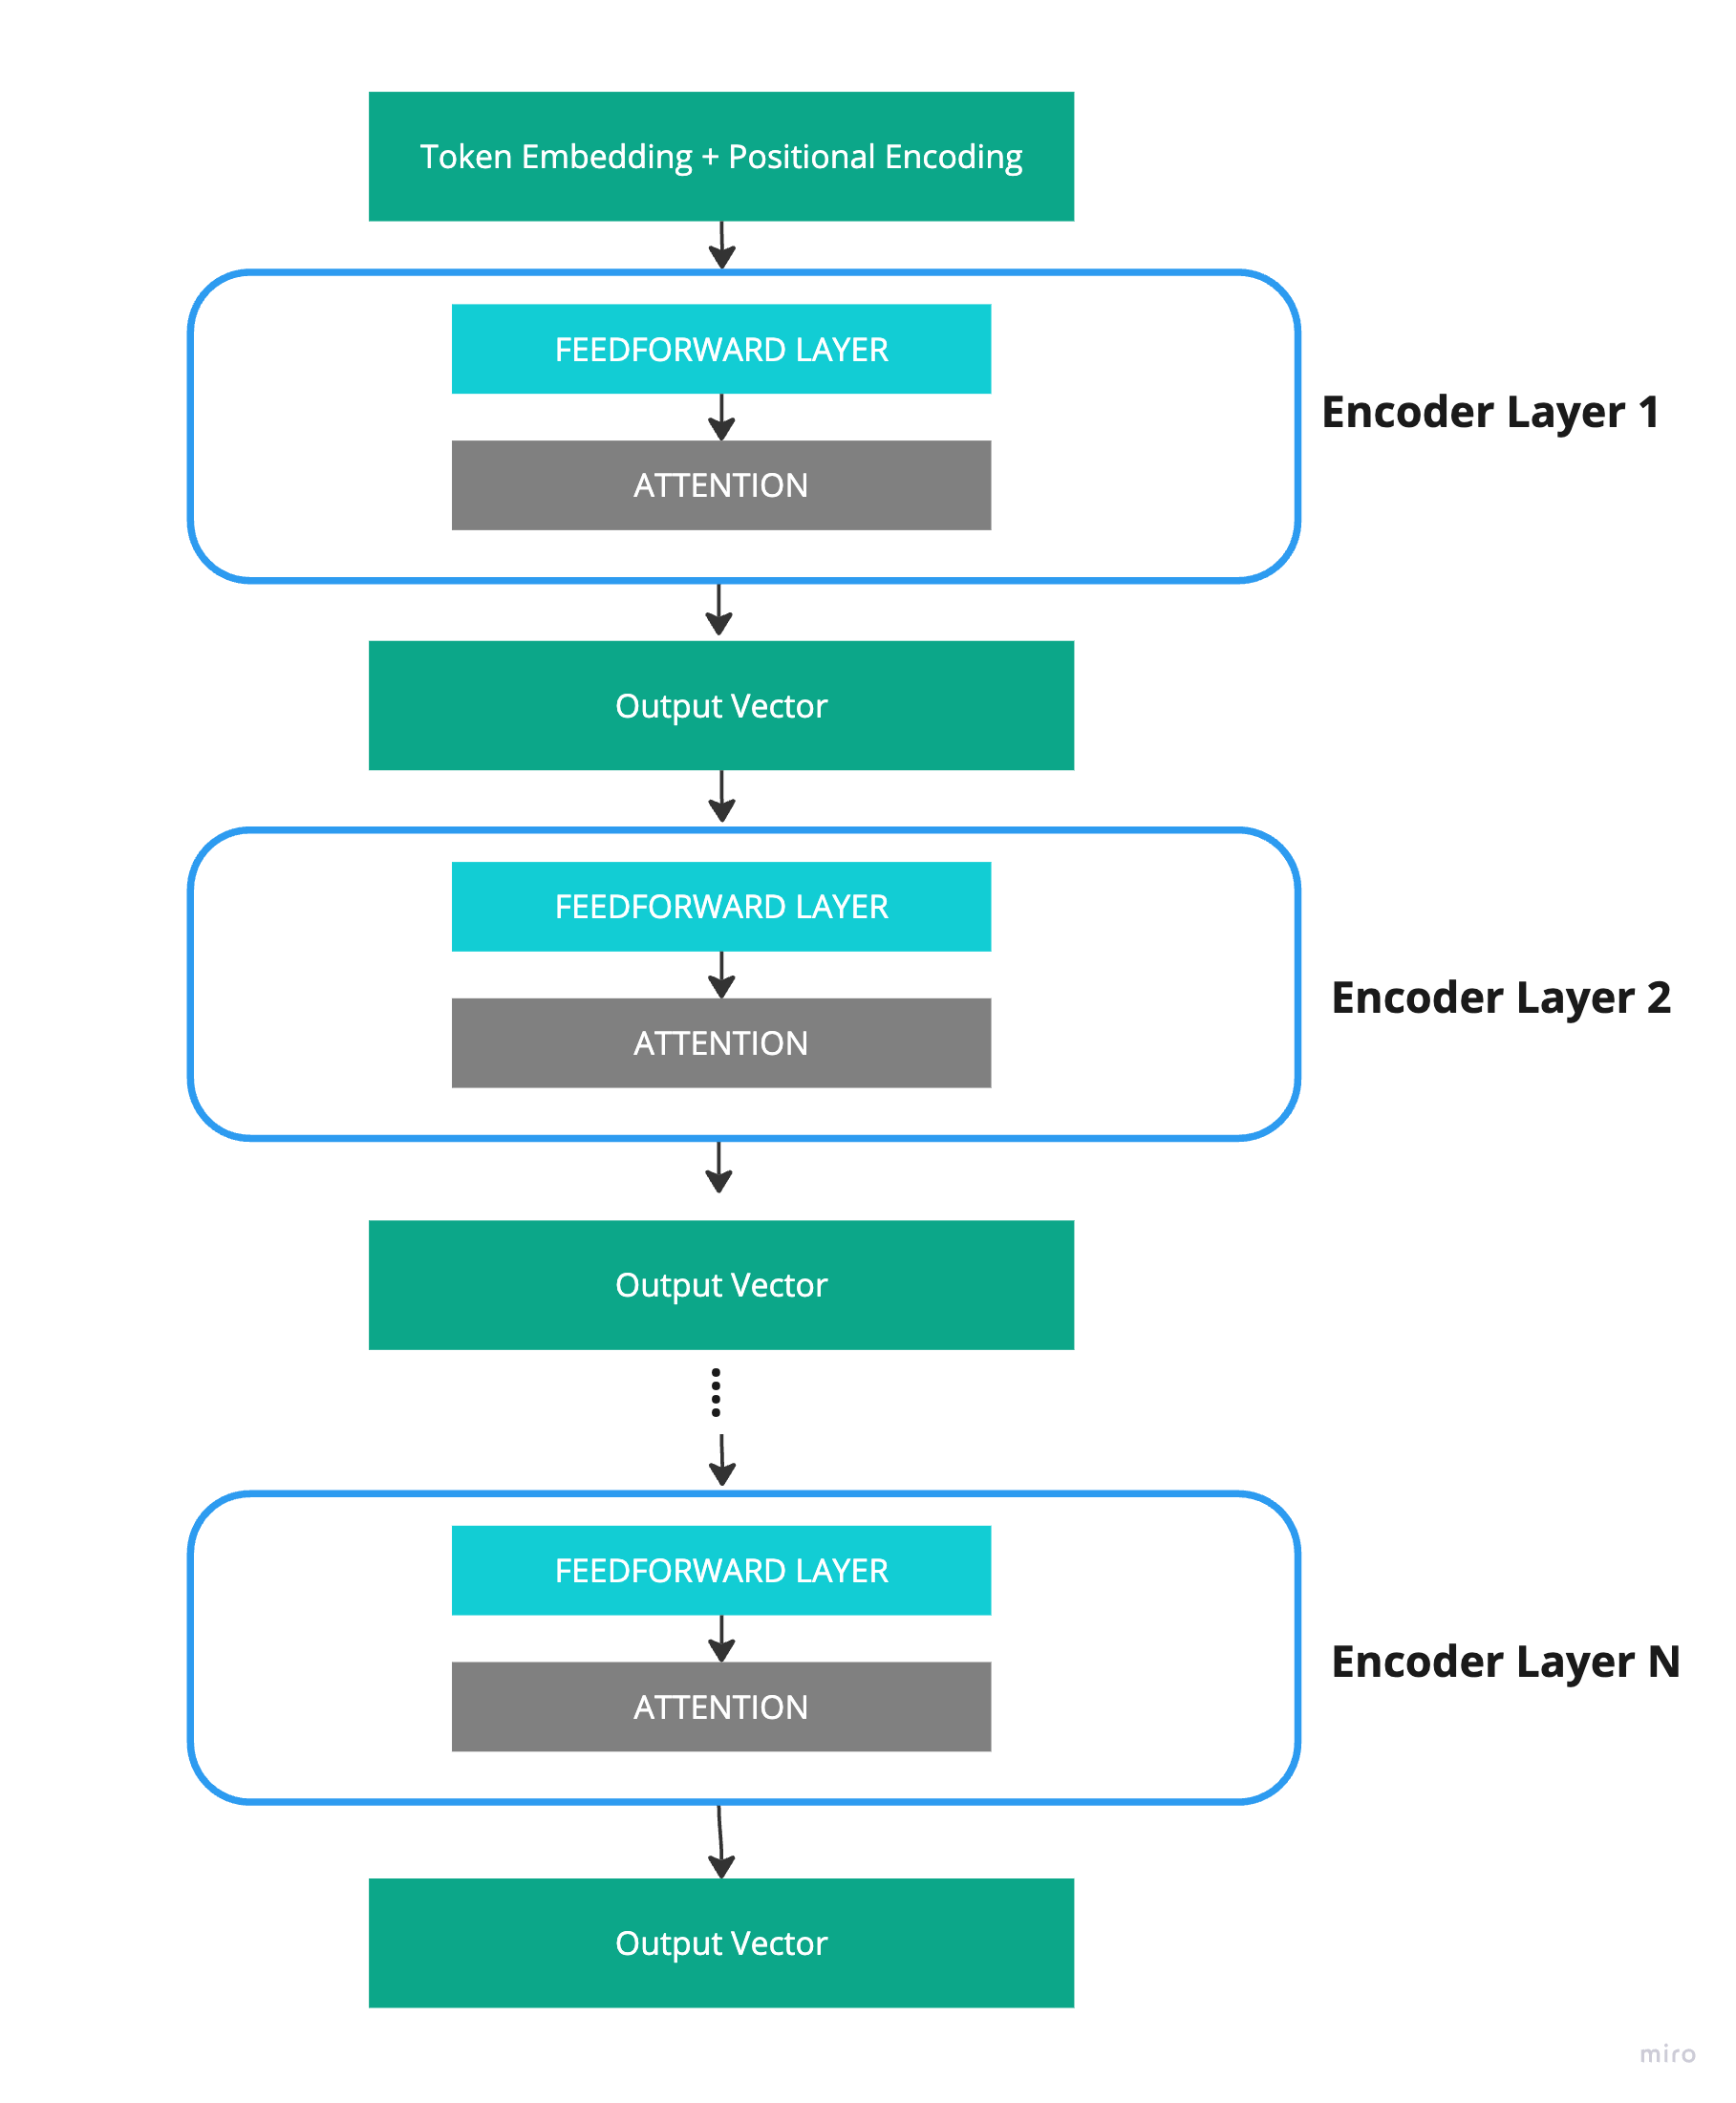 Token Embedding + Positional Encoding
FEEDFORWARD LAYER
ATTENTION
Encoder Layer 1
Output Vector
FEEDFORWARD LAYER
ATTENTION
Encoder Layer 2
Output Vector
FEEDFORWARD LAYER
ATTENTION
Encoder Layer N
Output Vector
miro